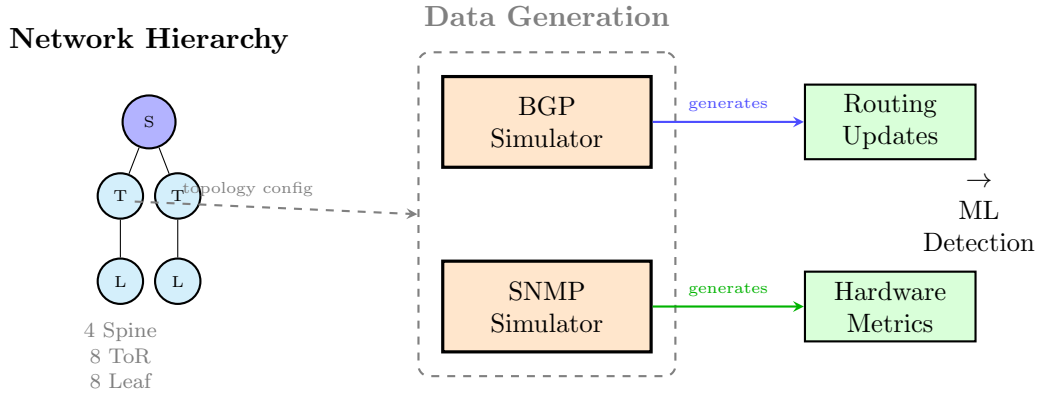 Data Generation
Network Hierarchy
S
T
T
topology config
L
L
4 Spine
8 ToR
8 Leaf
BGP
Simulator
generates
Routing
Updates
SNMP
Simulator
generates
Hardware
Metrics
→
ML
Detection